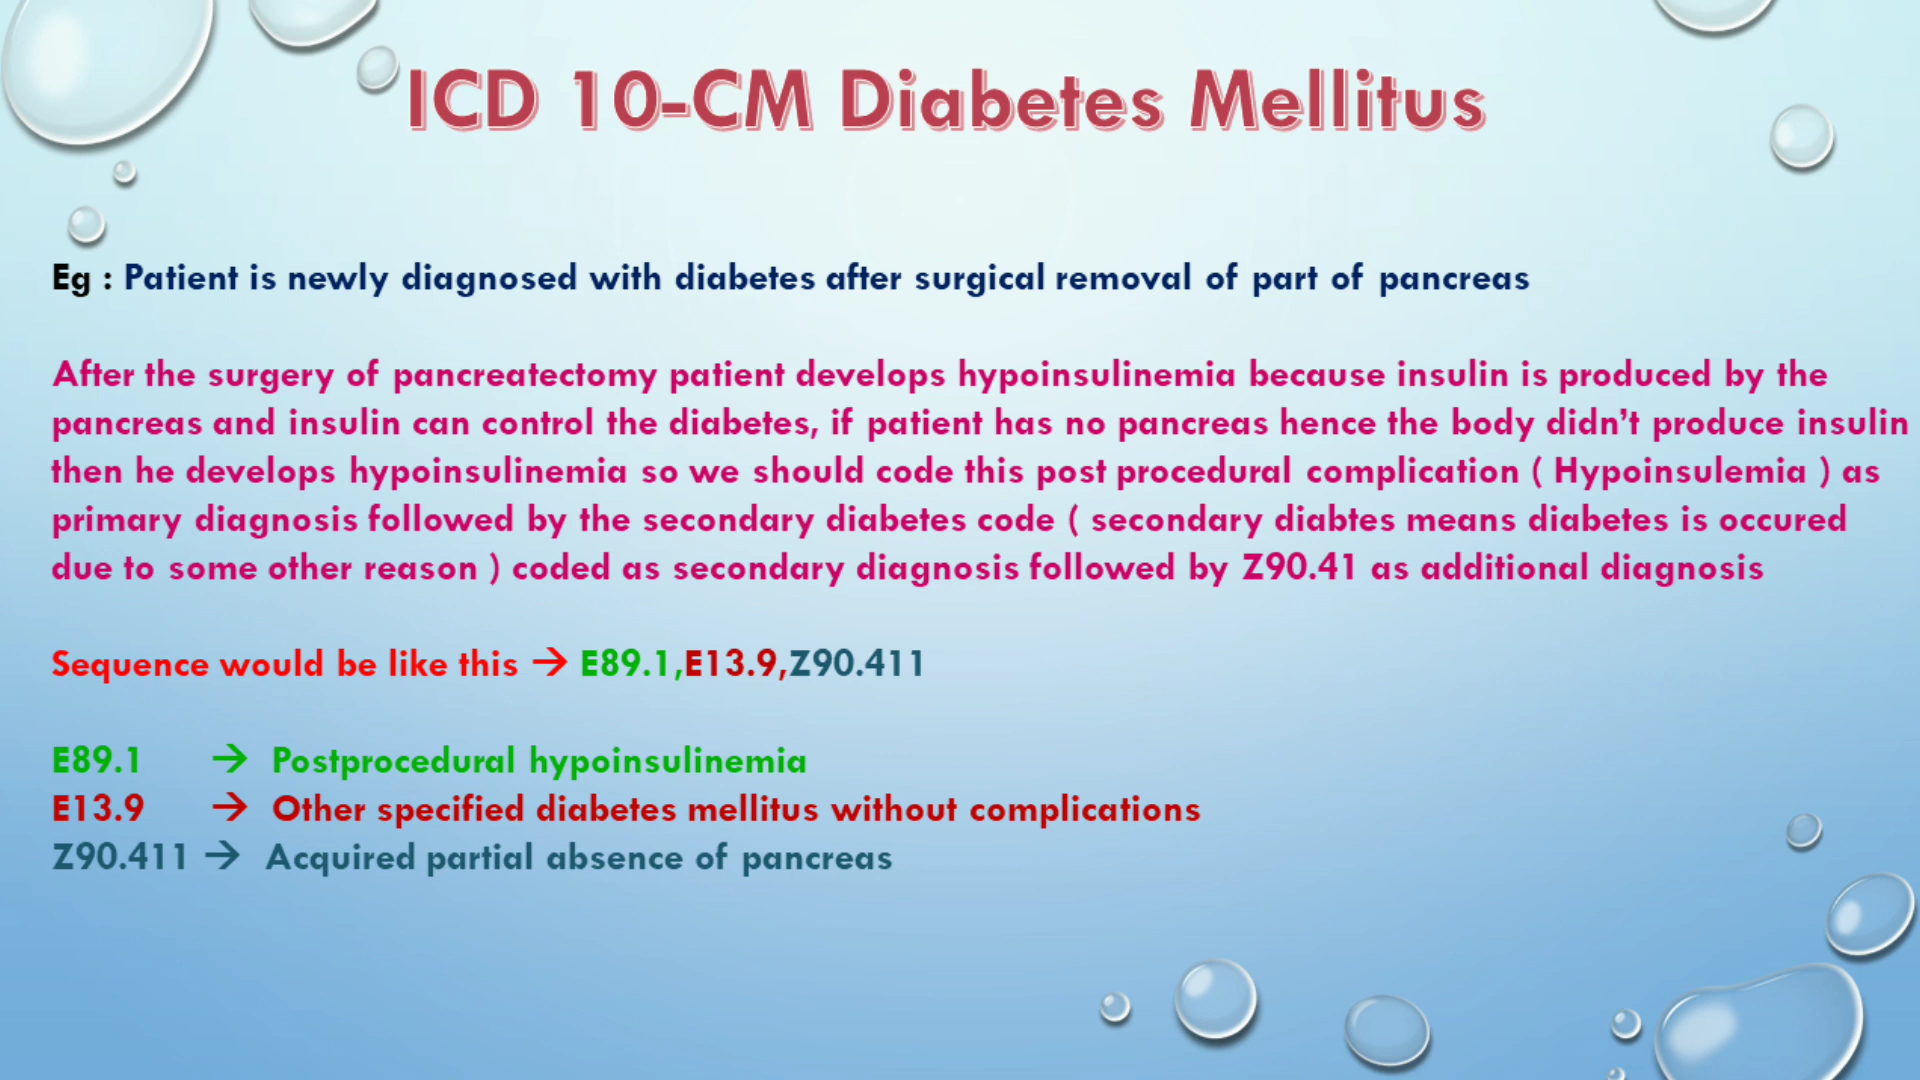 ICD 10-CM Diabetes Mellitus
Eg : Patient is newly diagnosed with diabetes after surgical removal of part of pancreas
After the surgery of pancreatectomy patient develops hypoinsulinemia because insulin is produced by the
pancreas and insulin can control the diabetes, if patient has no pancreas hence the body didn't produce insulin
then he develops hypoinsulinemia so we should code this post procedural complication ( Hypoinsulemia ) as
primary diagnosis followed by the secondary diabetes code ( secondary diabtes means diabetes is occured
due to some other reason ) coded as secondary diagnosis followed by Z90.41 as additional diagnosis
Sequence would be like this → E89.1,E13.9,Z90.411
E89.1 → Postprocedural hypoinsulinemia
E13.9 → Other specified diabetes mellitus without complications
Z90.411 → Acquired partial absence of pancreas